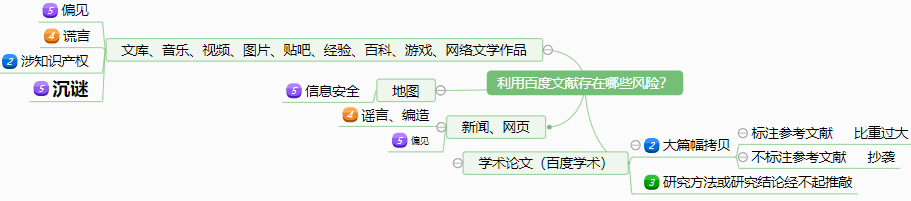 利用百度文献存在哪些风险？
文库、音乐、视频、图片、贴吧、经验、百科、游戏、网络文学作品
5 偏见
4 谎言
2 涉知识产权
5 沉谜
地图
5 信息安全
新闻、网页
4 谣言、编造
5 偏见
学术论文（百度学术）
2 大篇幅拷贝
标注参考文献 比重过大
不标注参考文献 抄袭
3 研究方法或研究结论经不起推敲